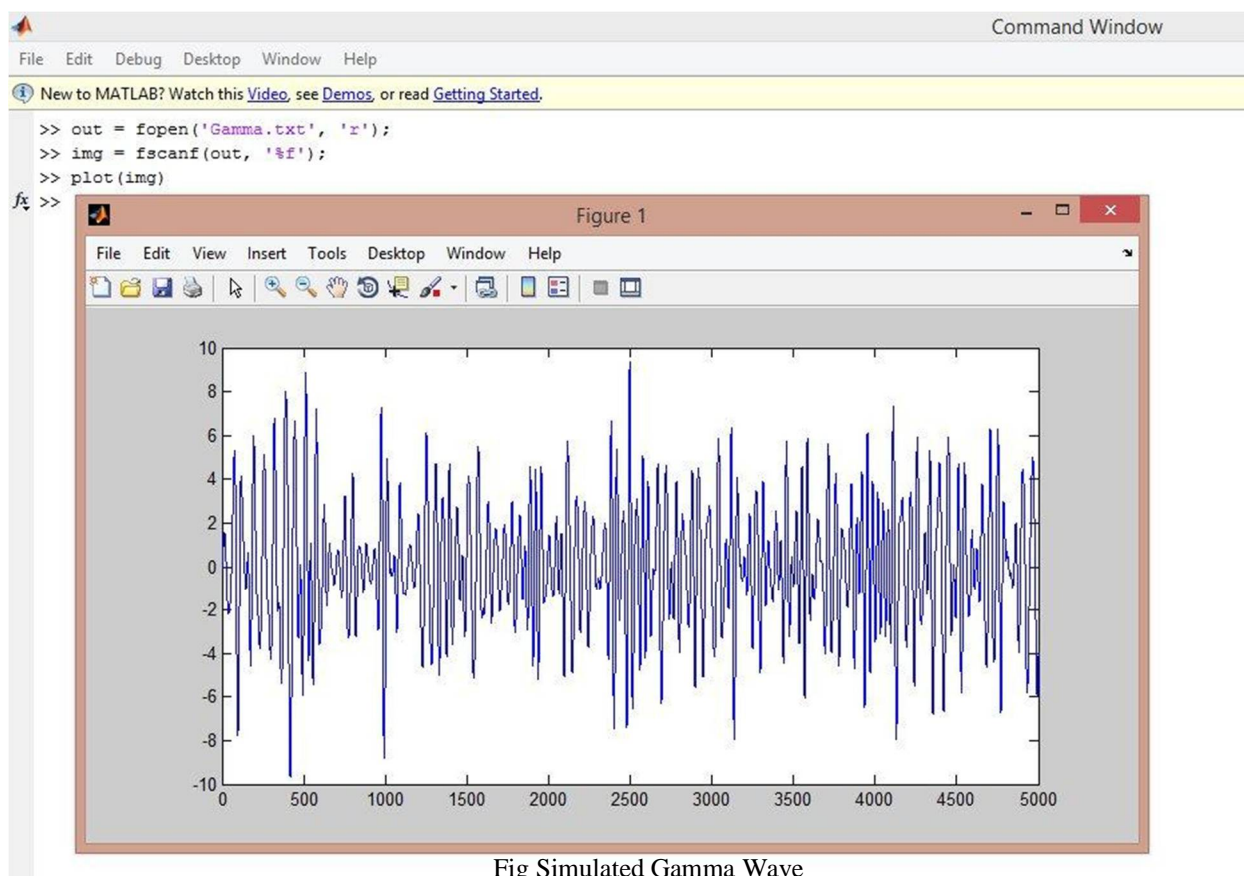 Command Window
File Edit Debug Desktop Window Help
New to MATLAB? Watch this Video, see Demos, or read Getting Started.
>> out = fopen('Gamma.txt', 'r');
>> img = fscanf(out, '%f');
>> plot(img)
fx >>
Figure 1
File Edit View Insert Tools Desktop Window Help
10
8
6
4
2
0
-2
-4
-6
-8
-10
0 500 1000 1500 2000 2500 3000 3500 4000 4500 5000
Fig Simulated Gamma Wave